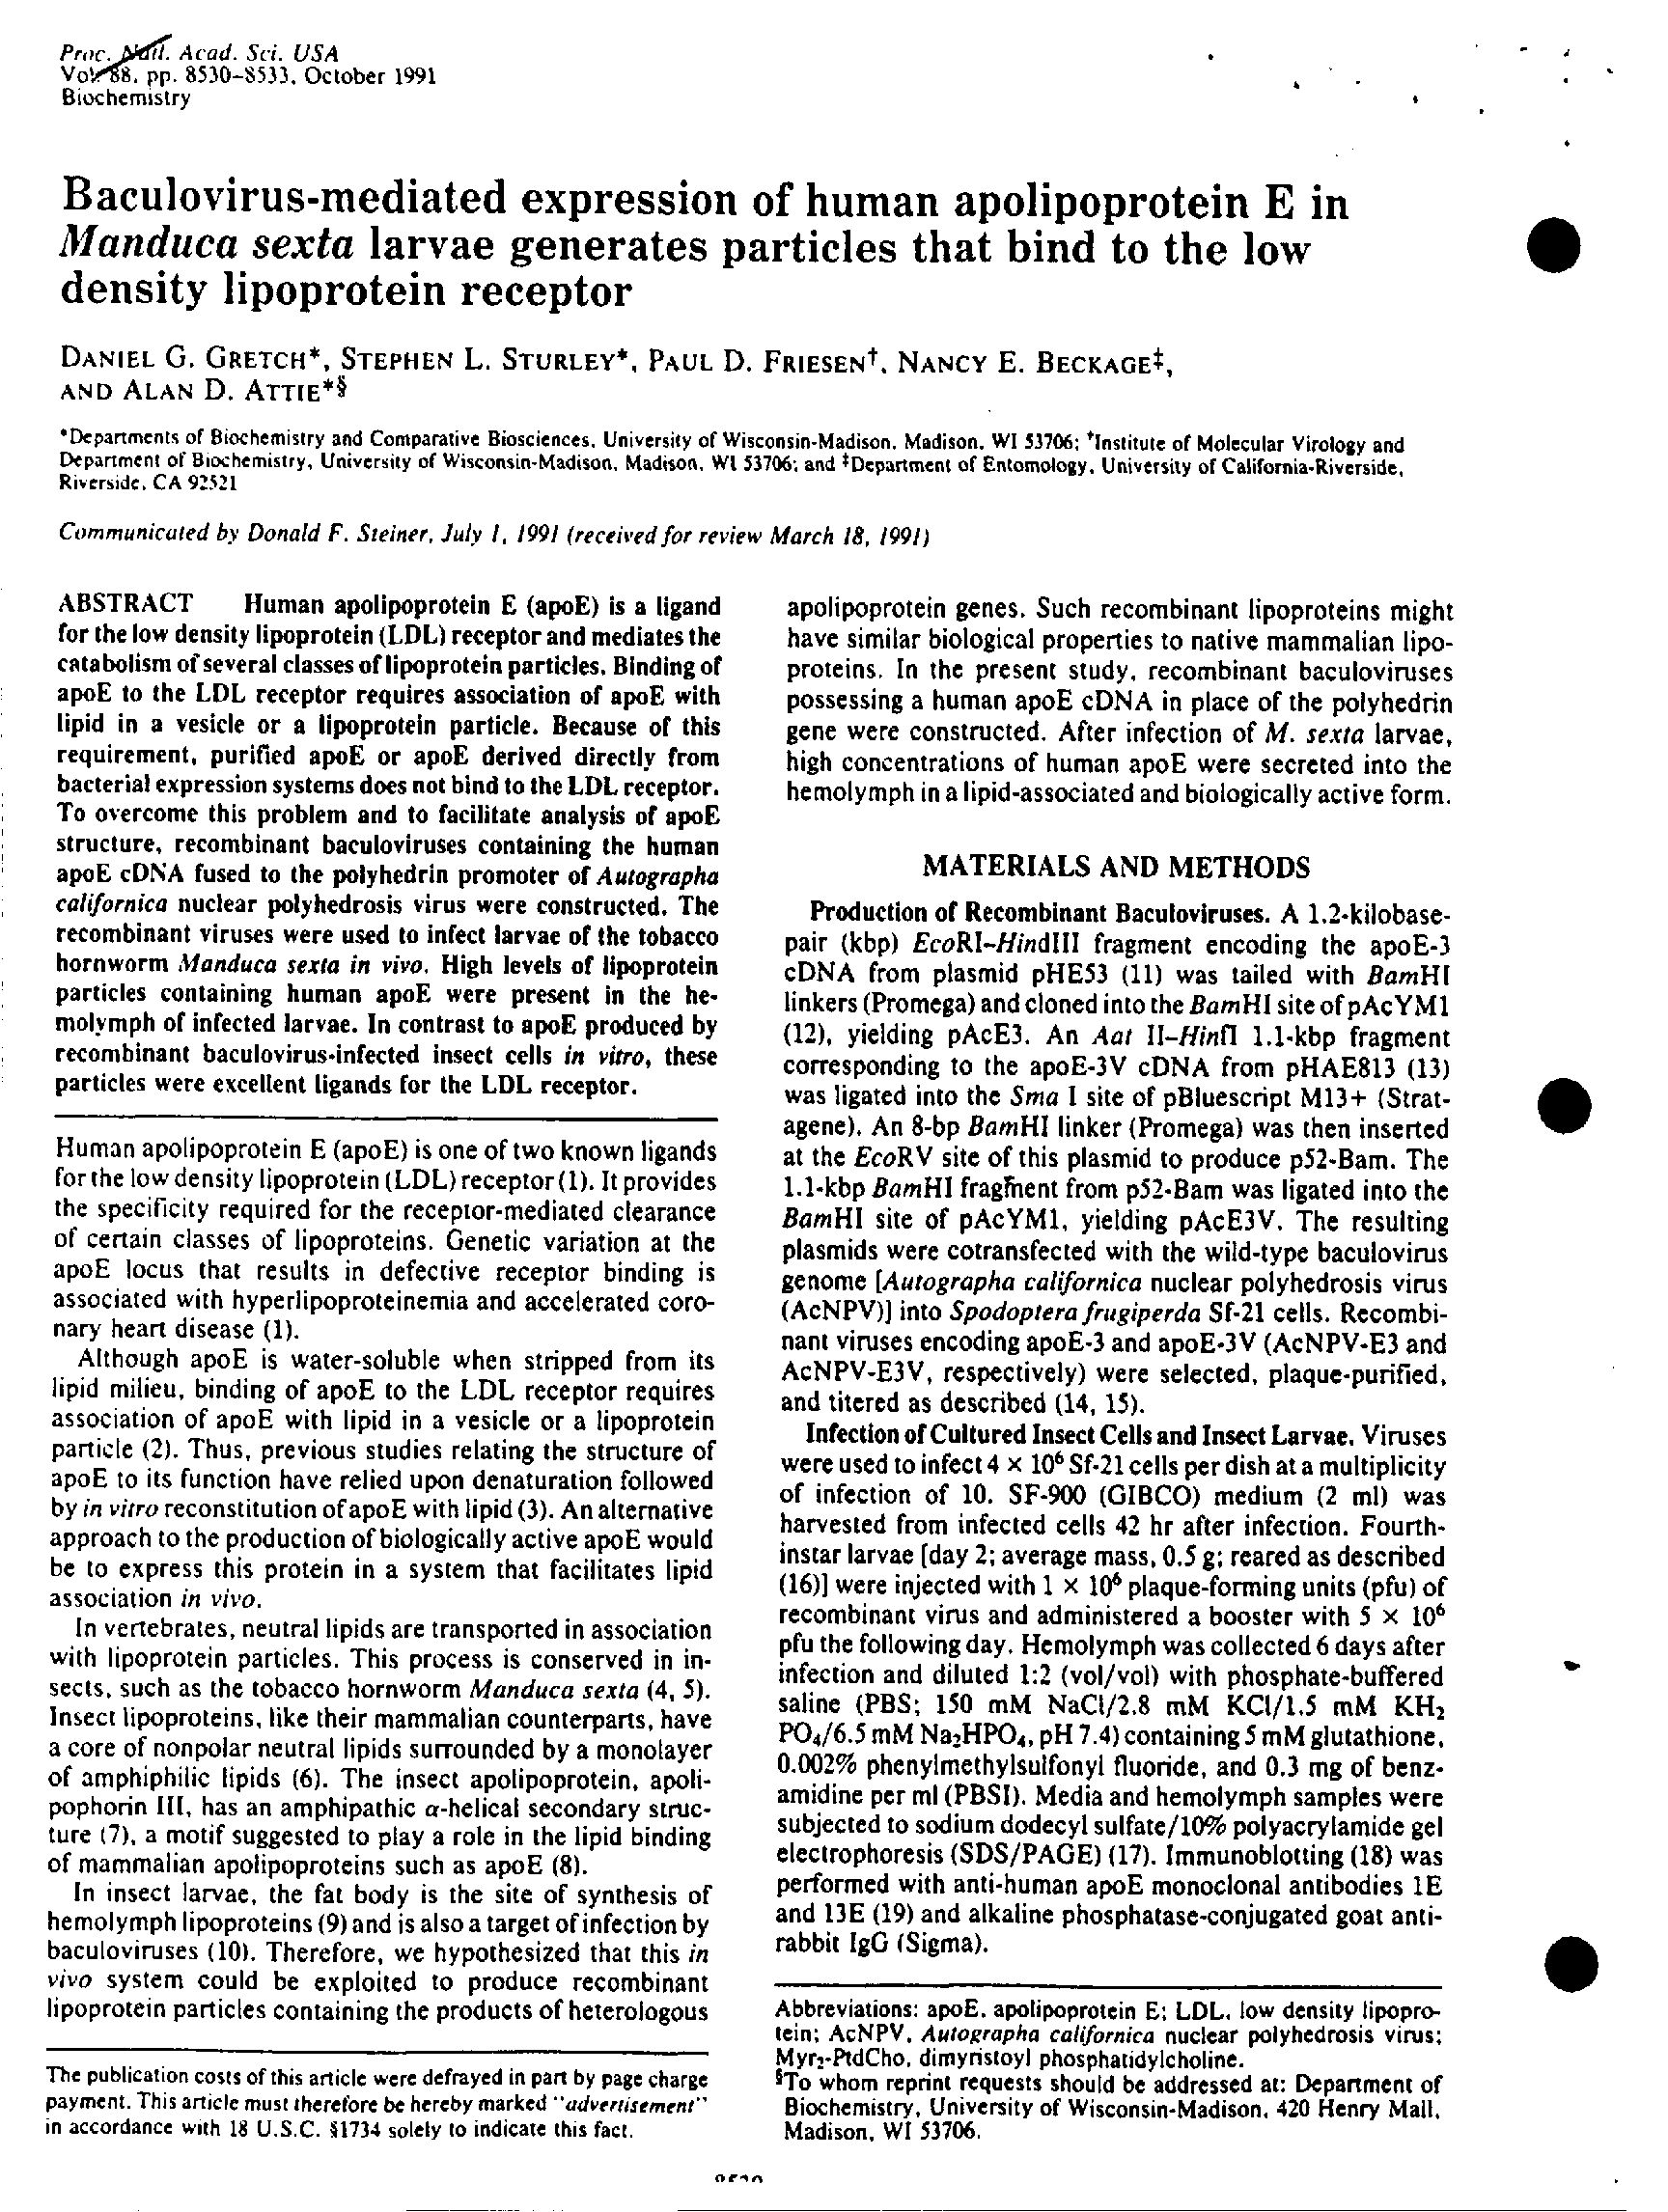 Proc. Natl. Acad. Sci. USA
Vol. 88, pp. 8530–8533, October 1991
Biochemistry
Baculovirus-mediated expression of human apolipoprotein E in
Manduca sexta larvae generates particles that bind to the low
density lipoprotein receptor
DANIEL G. GRETCH*, STEPHEN L. STURLEY*, PAUL D. FRIESEN†, NANCY E. BECKAGE‡,
AND ALAN D. ATTIE*§
*Departments of Biochemistry and Comparative Biosciences, University of Wisconsin-Madison, Madison, WI 53706; †Institute of Molecular Virology and
Department of Biochemistry, University of Wisconsin-Madison, Madison, WI 53706; and ‡Department of Entomology, University of California-Riverside,
Riverside, CA 92521
Communicated by Donald F. Steiner, July 1, 1991 (received for review March 18, 1991)
ABSTRACT Human apolipoprotein E (apoE) is a ligand
for the low density lipoprotein (LDL) receptor and mediates the
catabolism of several classes of lipoprotein particles. Binding of
apoE to the LDL receptor requires association of apoE with
lipid in a vesicle or a lipoprotein particle. Because of this
requirement, purified apoE or apoE derived directly from
bacterial expression systems does not bind to the LDL receptor.
To overcome this problem and to facilitate analysis of apoE
structure, recombinant baculoviruses containing the human
apoE cDNA fused to the polyhedrin promoter of Autographa
californica nuclear polyhedrosis virus were constructed. The
recombinant viruses were used to infect larvae of the tobacco
hornworm Manduca sexta in vivo. High levels of lipoprotein
particles containing human apoE were present in the he-
molymph of infected larvae. In contrast to apoE produced by
recombinant baculovirus-infected insect cells in vitro, these
particles were excellent ligands for the LDL receptor.
Human apolipoprotein E (apoE) is one of two known ligands
for the low density lipoprotein (LDL) receptor (1). It provides
the specificity required for the receptor-mediated clearance
of certain classes of lipoproteins. Genetic variation at the
apoE locus that results in defective receptor binding is
associated with hyperlipoproteinemia and accelerated coro-
nary heart disease (1).
Although apoE is water-soluble when stripped from its
lipid milieu, binding of apoE to the LDL receptor requires
association of apoE with lipid in a vesicle or a lipoprotein
particle (2). Thus, previous studies relating the structure of
apoE to its function have relied upon denaturation followed
by in vitro reconstitution of apoE with lipid (3). An alternative
approach to the production of biologically active apoE would
be to express this protein in a system that facilitates lipid
association in vivo.
In vertebrates, neutral lipids are transported in association
with lipoprotein particles. This process is conserved in in-
sects, such as the tobacco hornworm Manduca sexta (4, 5).
Insect lipoproteins, like their mammalian counterparts, have
a core of nonpolar neutral lipids surrounded by a monolayer
of amphiphilic lipids (6). The insect apolipoprotein, apoli-
pophorin III, has an amphipathic α-helical secondary struc-
ture (7), a motif suggested to play a role in the lipid binding
of mammalian apolipoproteins such as apoE (8).
In insect larvae, the fat body is the site of synthesis of
hemolymph lipoproteins (9) and is also a target of infection by
baculoviruses (10). Therefore, we hypothesized that this in
vivo system could be exploited to produce recombinant
lipoprotein particles containing the products of heterologous
The publication costs of this article were defrayed in part by page charge
payment. This article must therefore be hereby marked "advertisement"
in accordance with 18 U.S.C. §1734 solely to indicate this fact.
apolipoprotein genes. Such recombinant lipoproteins might
have similar biological properties to native mammalian lipo-
proteins. In the present study, recombinant baculoviruses
possessing a human apoE cDNA in place of the polyhedrin
gene were constructed. After infection of M. sexta larvae,
high concentrations of human apoE were secreted into the
hemolymph in a lipid-associated and biologically active form.
MATERIALS AND METHODS
Production of Recombinant Baculoviruses. A 1.2-kilobase-
pair (kbp) EcoRI–HindIII fragment encoding the apoE-3
cDNA from plasmid pHE53 (11) was tailed with BamHI
linkers (Promega) and cloned into the BamHI site of pAcYM1
(12), yielding pAcE3. An Aat II–HinfI 1.1-kbp fragment
corresponding to the apoE-3V cDNA from pHAE813 (13)
was ligated into the Sma I site of pBluescript M13+ (Strat-
agene). An 8-bp BamHI linker (Promega) was then inserted
at the EcoRV site of this plasmid to produce p52-Bam. The
1.1-kbp BamHI fragment from p52-Bam was ligated into the
BamHI site of pAcYM1, yielding pAcE3V. The resulting
plasmids were cotransfected with the wild-type baculovirus
genome [Autographa californica nuclear polyhedrosis virus
(AcNPV)] into Spodoptera frugiperda Sf-21 cells. Recombi-
nant viruses encoding apoE-3 and apoE-3V (AcNPV-E3 and
AcNPV-E3V, respectively) were selected, plaque-purified,
and titered as described (14, 15).
Infection of Cultured Insect Cells and Insect Larvae. Viruses
were used to infect 4 × 10⁶ Sf-21 cells per dish at a multiplicity
of infection of 10. SF-900 (GIBCO) medium (2 ml) was
harvested from infected cells 42 hr after infection. Fourth-
instar larvae [day 2; average mass, 0.5 g; reared as described
(16)] were injected with 1 × 10⁶ plaque-forming units (pfu) of
recombinant virus and administered a booster with 5 × 10⁶
pfu the following day. Hemolymph was collected 6 days after
infection and diluted 1:2 (vol/vol) with phosphate-buffered
saline (PBS; 150 mM NaCl/2.8 mM KCl/1.5 mM KH₂
PO₄/6.5 mM Na₂HPO₄, pH 7.4) containing 5 mM glutathione,
0.002% phenylmethylsulfonyl fluoride, and 0.3 mg of benz-
amidine per ml (PBSI). Media and hemolymph samples were
subjected to sodium dodecyl sulfate/10% polyacrylamide gel
electrophoresis (SDS/PAGE) (17). Immunoblotting (18) was
performed with anti-human apoE monoclonal antibodies 1E
and 13E (19) and alkaline phosphatase-conjugated goat anti-
rabbit IgG (Sigma).
Abbreviations: apoE, apolipoprotein E; LDL, low density lipopro-
tein; AcNPV, Autographa californica nuclear polyhedrosis virus;
Myr₂-PtdCho, dimyristoyl phosphatidylcholine.
§To whom reprint requests should be addressed at: Department of
Biochemistry, University of Wisconsin-Madison, 420 Henry Mall,
Madison, WI 53706.